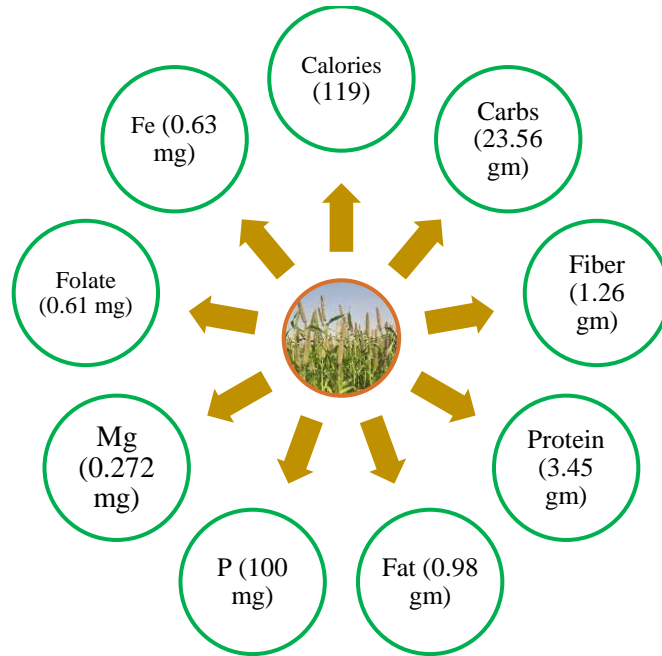 Calories
(119)
Carbs
(23.56
gm)
Fiber
(1.26
gm)
Protein
(3.45
gm)
Fat (0.98
gm)
P (100
mg)
Mg
(0.272
mg)
Folate
(0.61 mg)
Fe (0.63
mg)